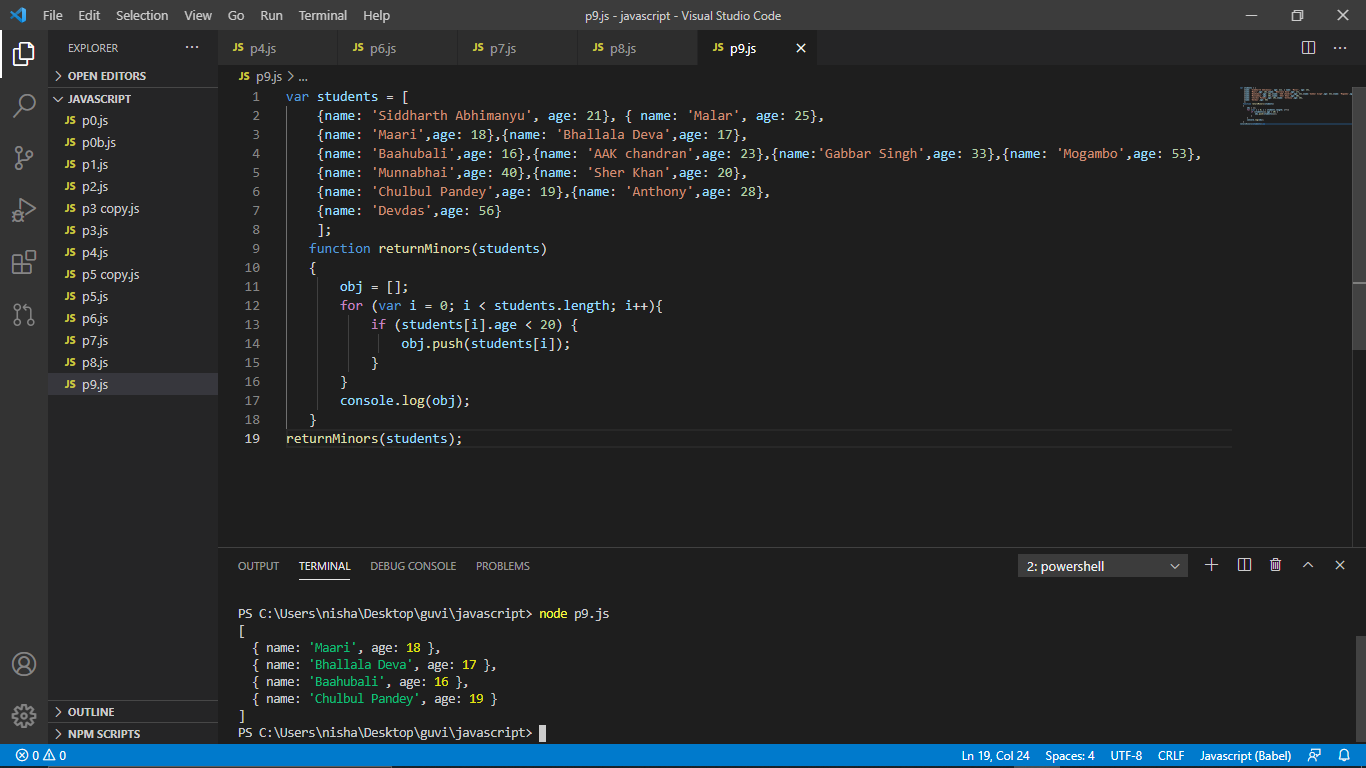 File Edit Selection View Go Run Terminal Help p9.js - javascript - Visual Studio Code
EXPLORER ...
OPEN EDITORS
JAVASCRIPT
JS p0.js
JS p0b.js
JS p1.js
JS p2.js
JS p3 copy.js
JS p3.js
JS p4.js
JS p5 copy.js
JS p5.js
JS p6.js
JS p7.js
JS p8.js
JS p9.js
OUTLINE
NPM SCRIPTS
JS p4.js JS p6.js JS p7.js JS p8.js JS p9.js
JS p9.js > ...
1 var students = [
2 {name: 'Siddharth Abhimanyu', age: 21}, { name: 'Malar', age: 25},
3 {name: 'Maari',age: 18},{name: 'Bhallala Deva',age: 17},
4 {name: 'Baahubali',age: 16},{name: 'AAK chandran',age: 23},{name:'Gabbar Singh',age: 33},{name: 'Mogambo',age: 53},
5 {name: 'Munnabhai',age: 40},{name: 'Sher Khan',age: 20},
6 {name: 'Chulbul Pandey',age: 19},{name: 'Anthony',age: 28},
7 {name: 'Devdas',age: 56}
8 ];
9 function returnMinors(students)
10 {
11 obj = [];
12 for (var i = 0; i < students.length; i++){
13 if (students[i].age < 20) {
14 obj.push(students[i]);
15 }
16 }
17 console.log(obj);
18 }
19 returnMinors(students);
OUTPUT TERMINAL DEBUG CONSOLE PROBLEMS 2: powershell
PS C:\Users\nisha\Desktop\guvi\javascript> node p9.js
[
{ name: 'Maari', age: 18 },
{ name: 'Bhallala Deva', age: 17 },
{ name: 'Baahubali', age: 16 },
{ name: 'Chulbul Pandey', age: 19 }
]
PS C:\Users\nisha\Desktop\guvi\javascript>
0 0 Ln 19, Col 24 Spaces: 4 UTF-8 CRLF Javascript (Babel)